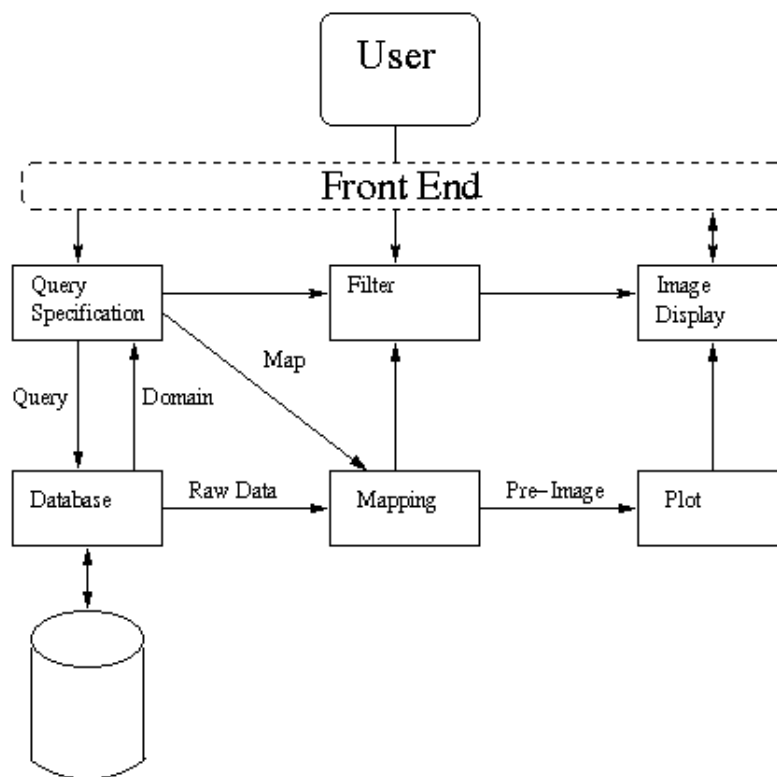 User
Front End
Query
Specification
Filter
Image
Display
Map
Query
Domain
Database
Raw Data
Mapping
Pre-Image
Plot